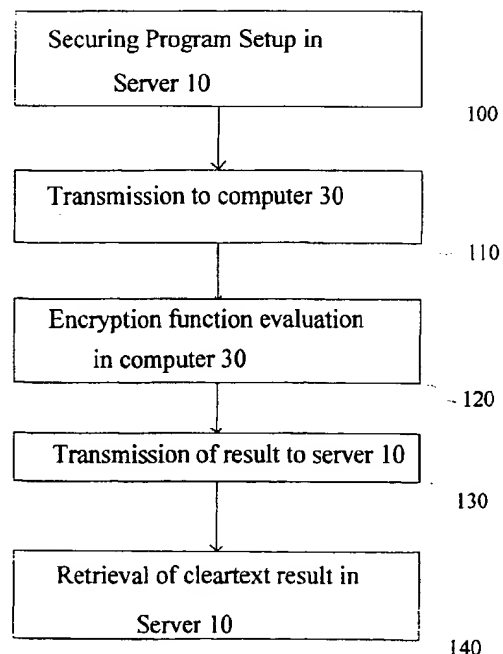 Securing Program Setup in
Server 10
100
Transmission to computer 30
110
Encryption function evaluation
in computer 30
120
Transmission of result to server 10
130
Retrieval of cleartext result in
Server 10
140